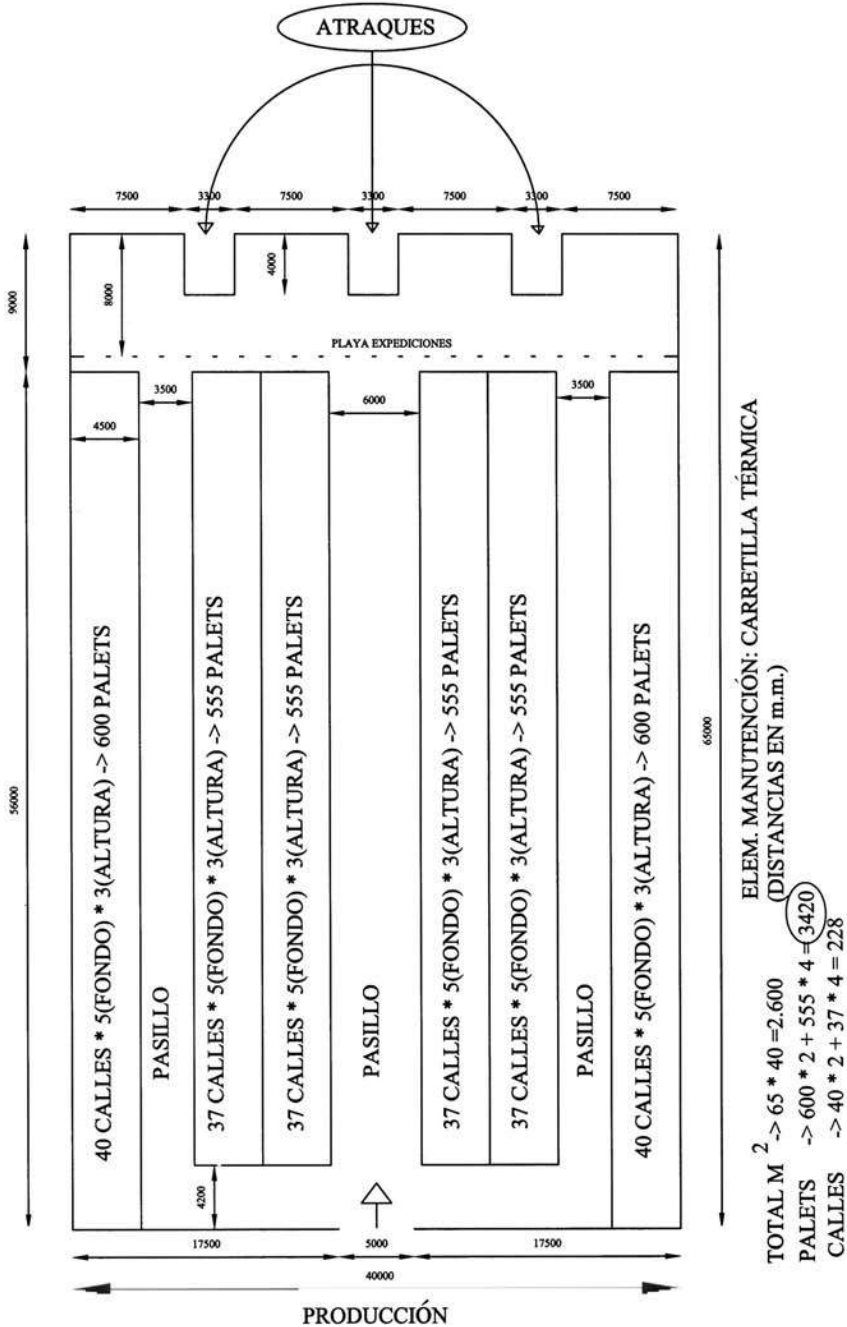 ATRAQUES
7500
3300
7500
3300
7500
3300
7500
9000
8000
4000
PLAYA EXPEDICIONES
3500
6000
3500
4500
56000
65000
40 CALLES * 5(FONDO) * 3(ALTURA) -> 600 PALETS
PASILLO
37 CALLES * 5(FONDO) * 3(ALTURA) -> 555 PALETS
37 CALLES * 5(FONDO) * 3(ALTURA) -> 555 PALETS
PASILLO
37 CALLES * 5(FONDO) * 3(ALTURA) -> 555 PALETS
37 CALLES * 5(FONDO) * 3(ALTURA) -> 555 PALETS
PASILLO
40 CALLES * 5(FONDO) * 3(ALTURA) -> 600 PALETS
4200
17500
5000
17500
40000
PRODUCCIÓN
ELEM. MANUTENCIÓN: CARRETILLA TÉRMICA
(DISTANCIAS EN m.m.)
TOTAL M² -> 65 * 40 =2.600
PALETS -> 600 * 2 + 555 * 4 = 3420
CALLES -> 40 * 2 + 37 * 4 = 228